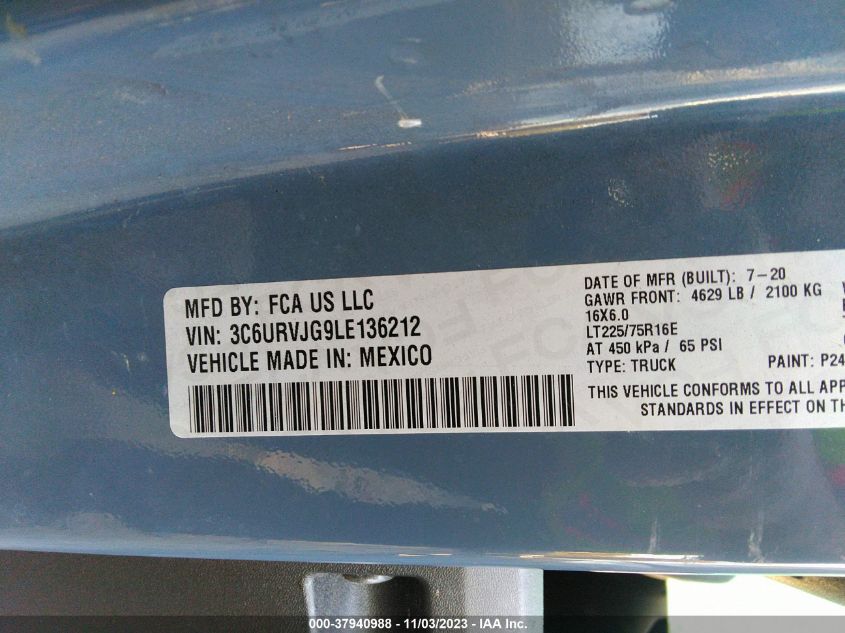 MFD BY: FCA US LLC
VIN: 3C6URVJG9LE136212
VEHICLE MADE IN: MEXICO
DATE OF MFR (BUILT): 7-20
GAWR FRONT: 4629 LB / 2100 KG
16X6.0
LT225/75R16E
AT 450 kPa / 65 PSI
TYPE: TRUCK PAINT: P24
THIS VEHICLE CONFORMS TO ALL APP
STANDARDS IN EFFECT ON TH
000-37940988 - 11/03/2023 - IAA Inc.